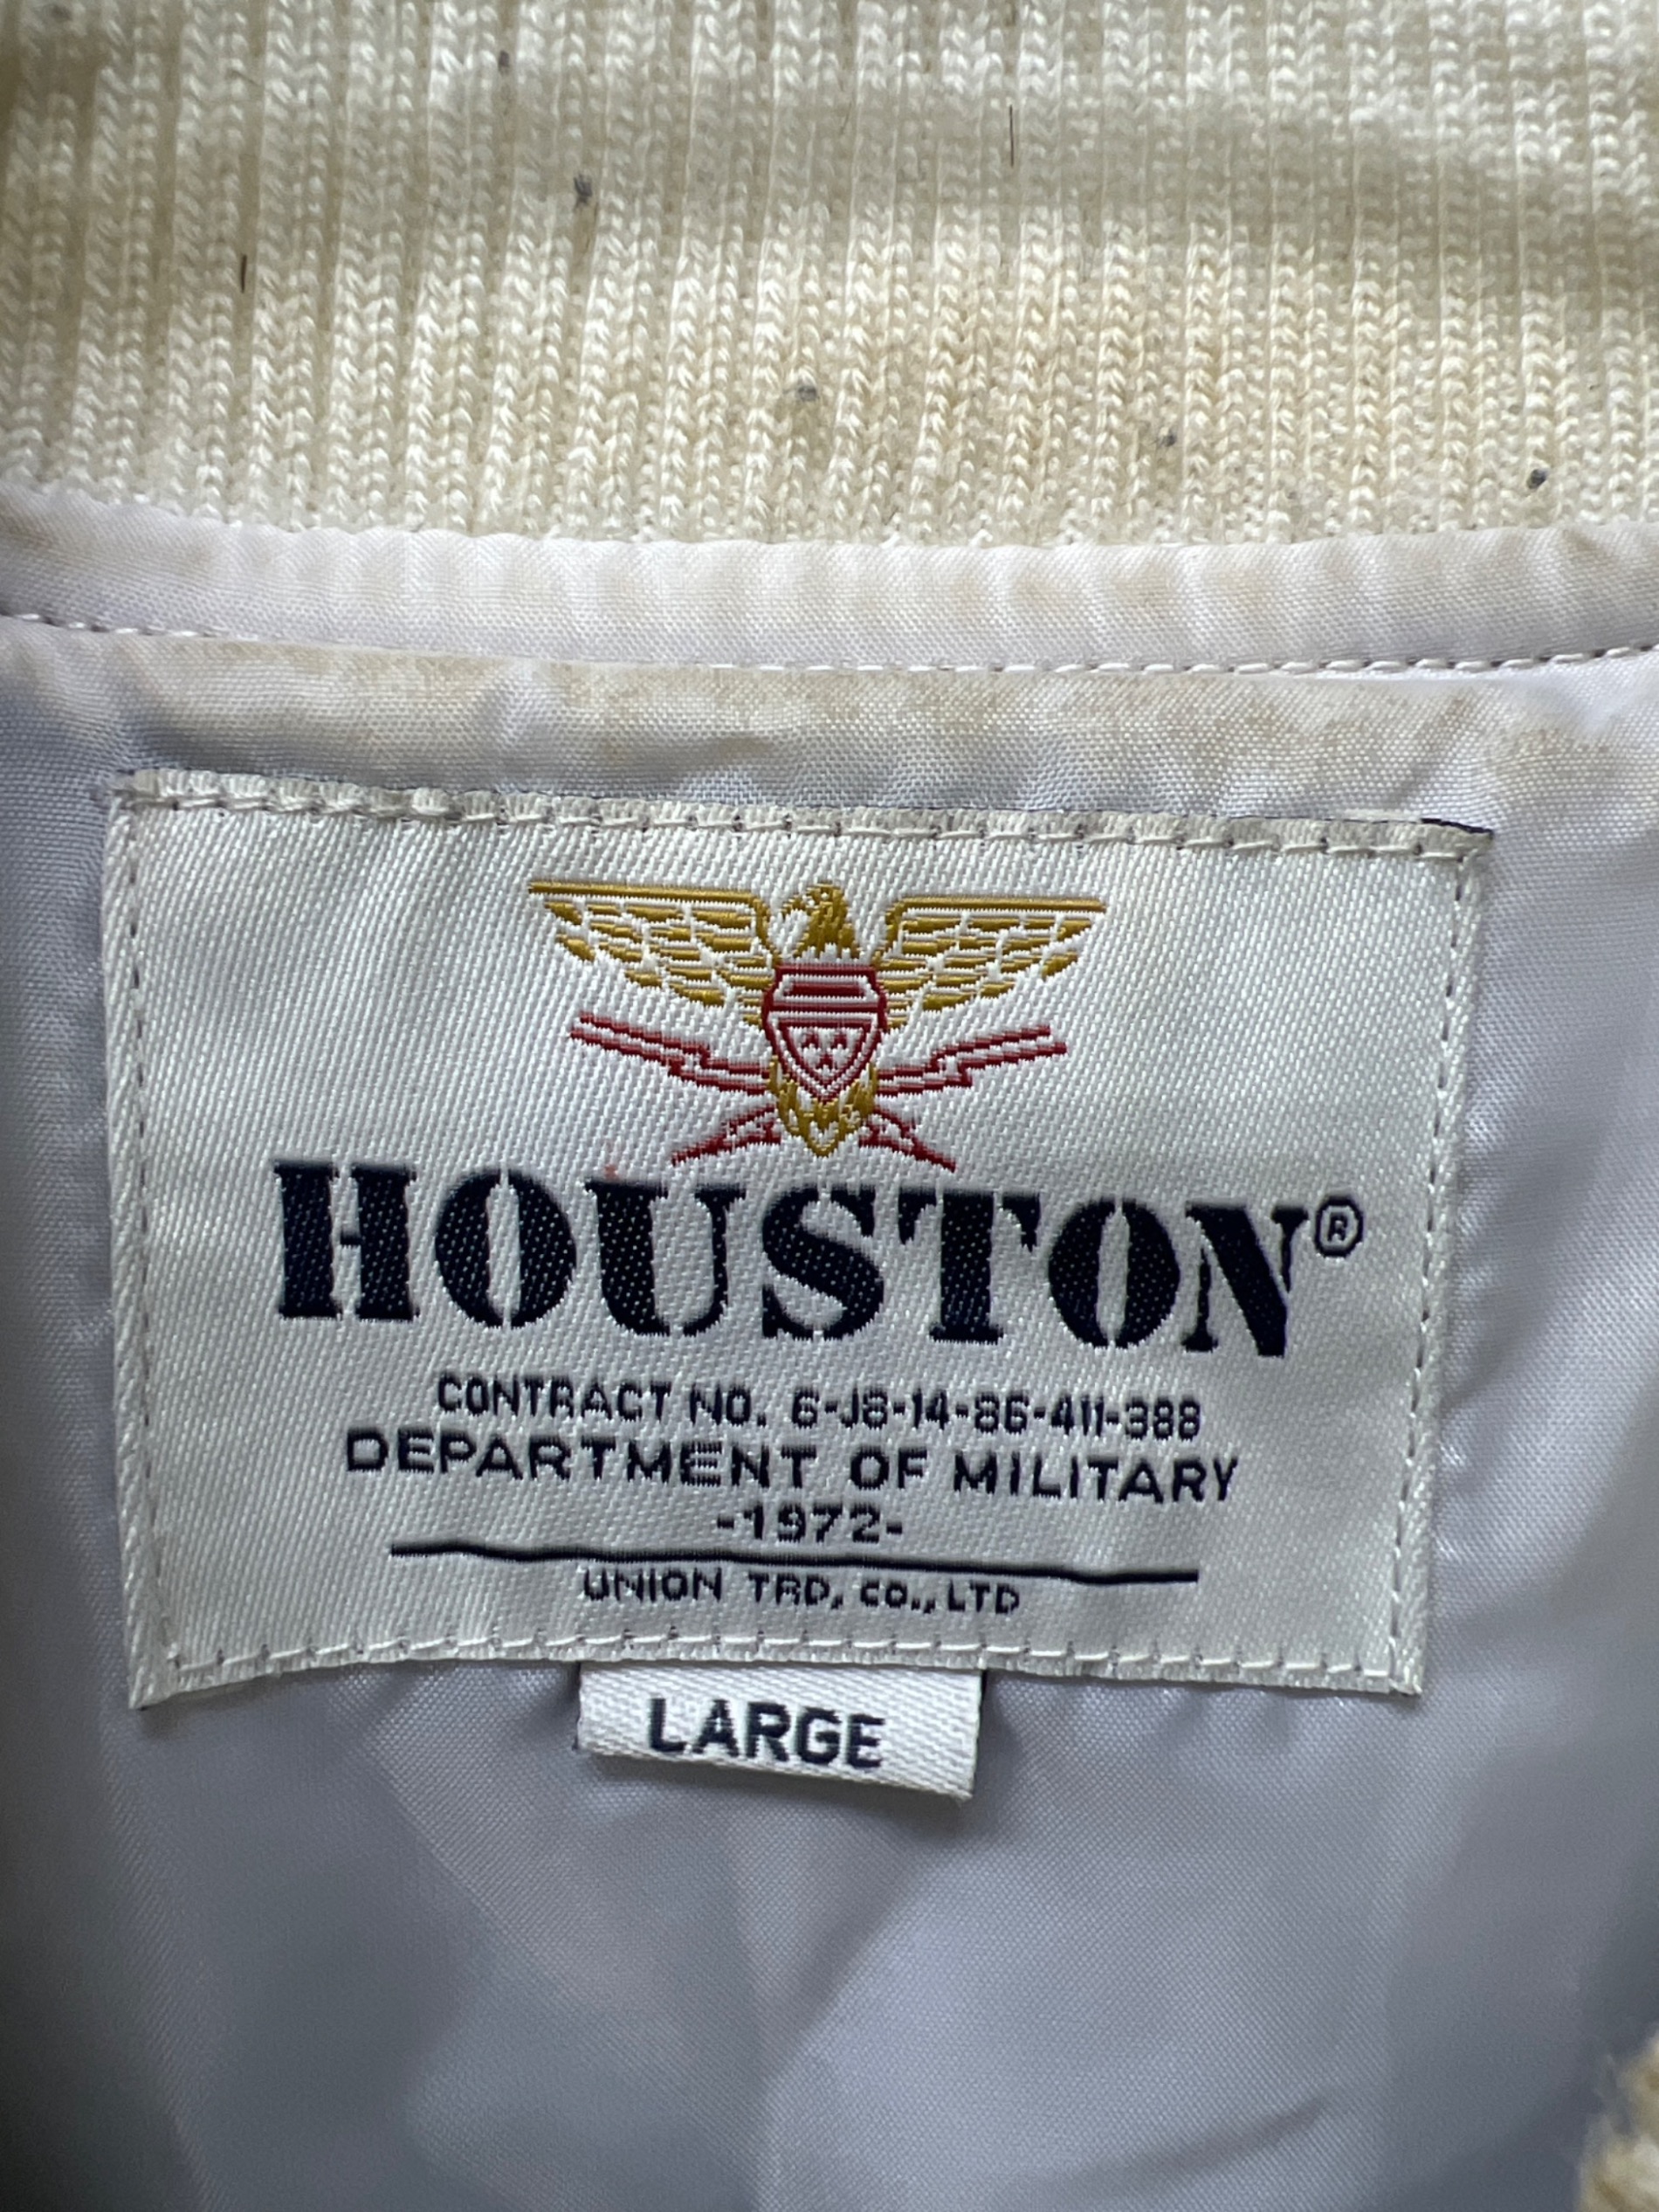 HOUSTON®
CONTRACT NO. 6-J8-14-86-411-388
DEPARTMENT OF MILITARY
-1972-
UNION TRD, CO., LTD
LARGE